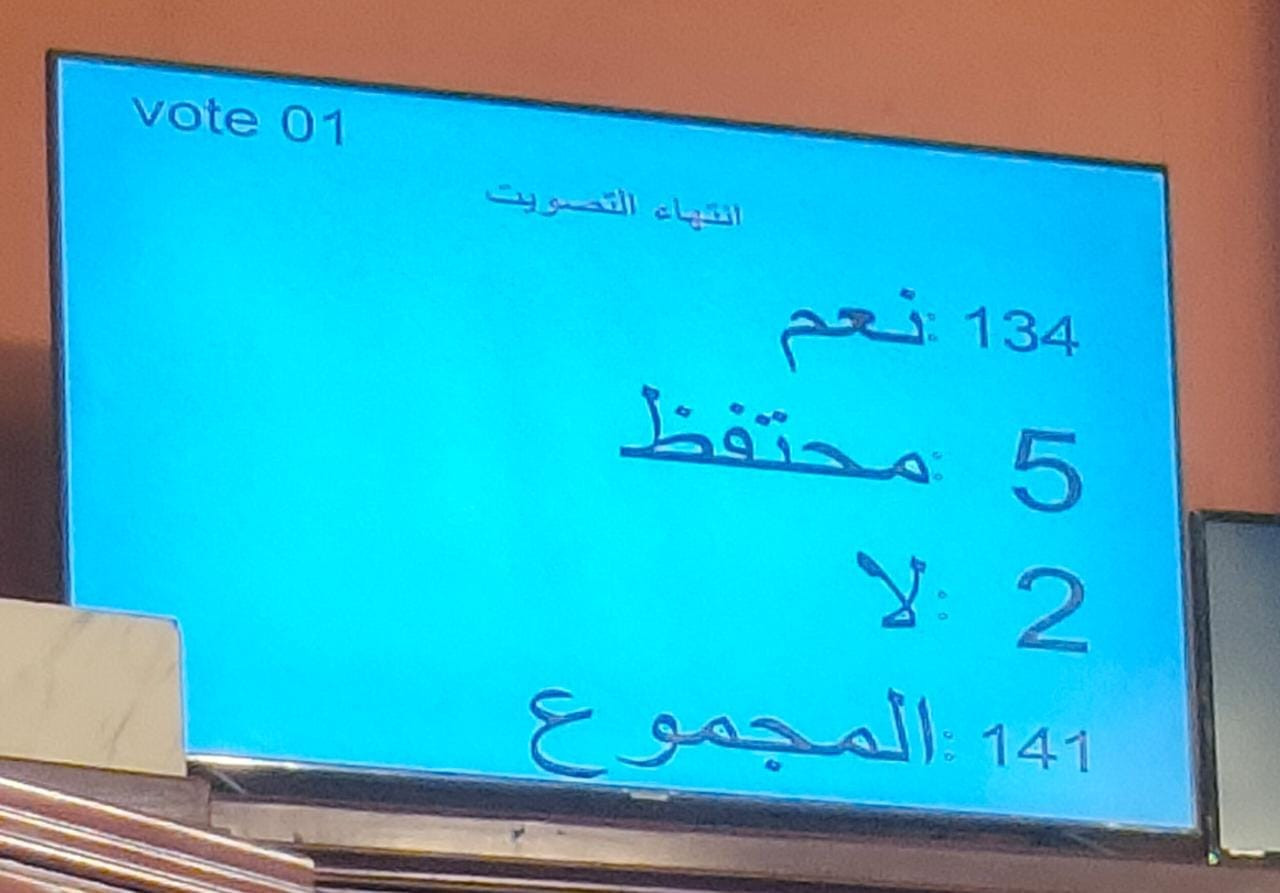 vote 01
انتهاء التصويت
نعم: 134
محتفظ: 5
لا: 2
المجموع: 141